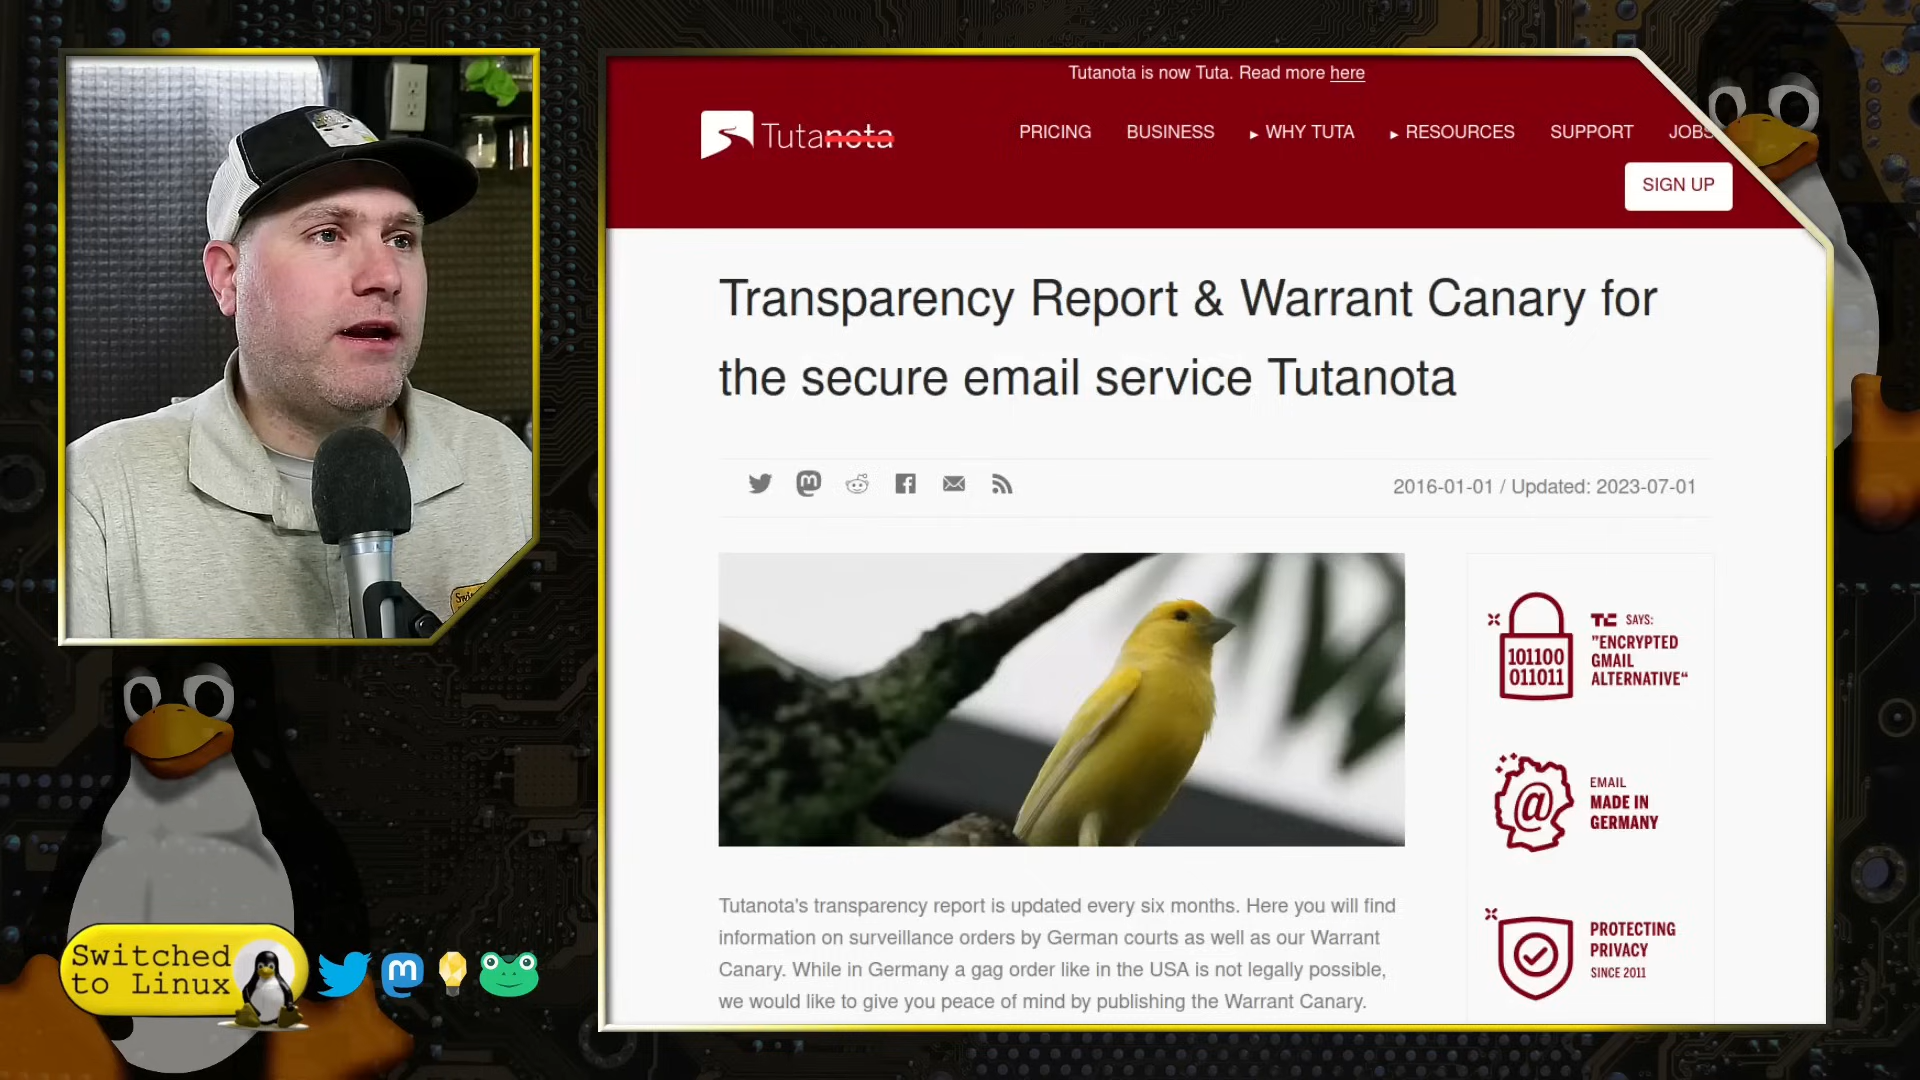 Tutanota is now Tuta. Read more here
Tutanota
PRICING
BUSINESS
▸ WHY TUTA
▸ RESOURCES
SUPPORT
JOBS
SIGN UP
Transparency Report & Warrant Canary for
the secure email service Tutanota
2016-01-01 / Updated: 2023-07-01
TC SAYS:
"ENCRYPTED
GMAIL
ALTERNATIVE“
101100
011011
EMAIL
MADE IN
GERMANY
@
PROTECTING
PRIVACY
SINCE 2011
Tutanota's transparency report is updated every six months. Here you will find
information on surveillance orders by German courts as well as our Warrant
Canary. While in Germany a gag order like in the USA is not legally possible,
we would like to give you peace of mind by publishing the Warrant Canary.
Switched
to Linux